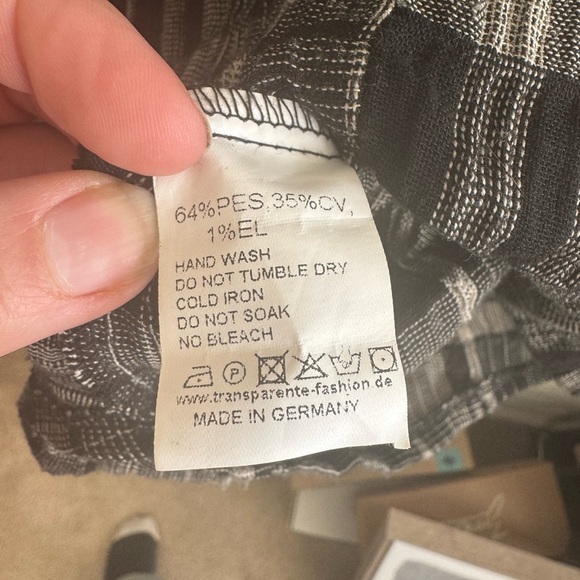 64%PES,35%CV,
1%EL
HAND WASH
DO NOT TUMBLE DRY
COLD IRON
DO NOT SOAK
NO BLEACH
P
www.transparente-fashion.de
MADE IN GERMANY